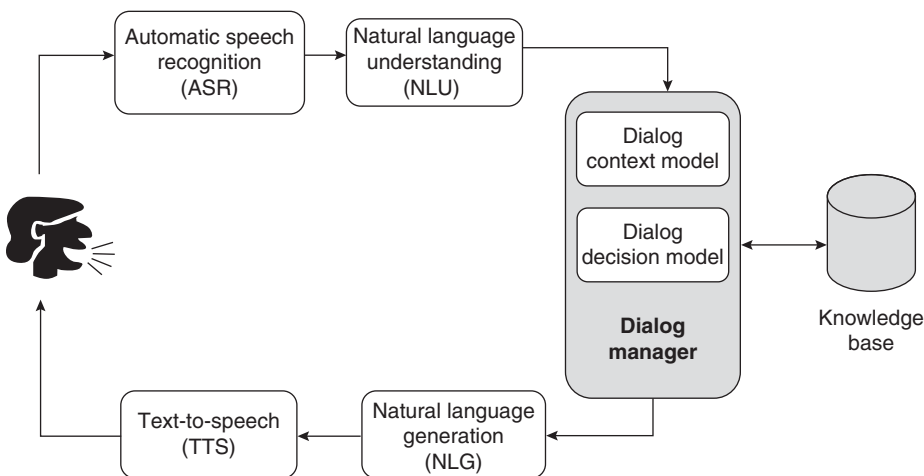 Automatic speech
recognition
(ASR)
Natural language
understanding
(NLU)
Dialog
context model
Dialog
decision model
Dialog
manager
Knowledge
base
Text-to-speech
(TTS)
Natural language
generation
(NLG)